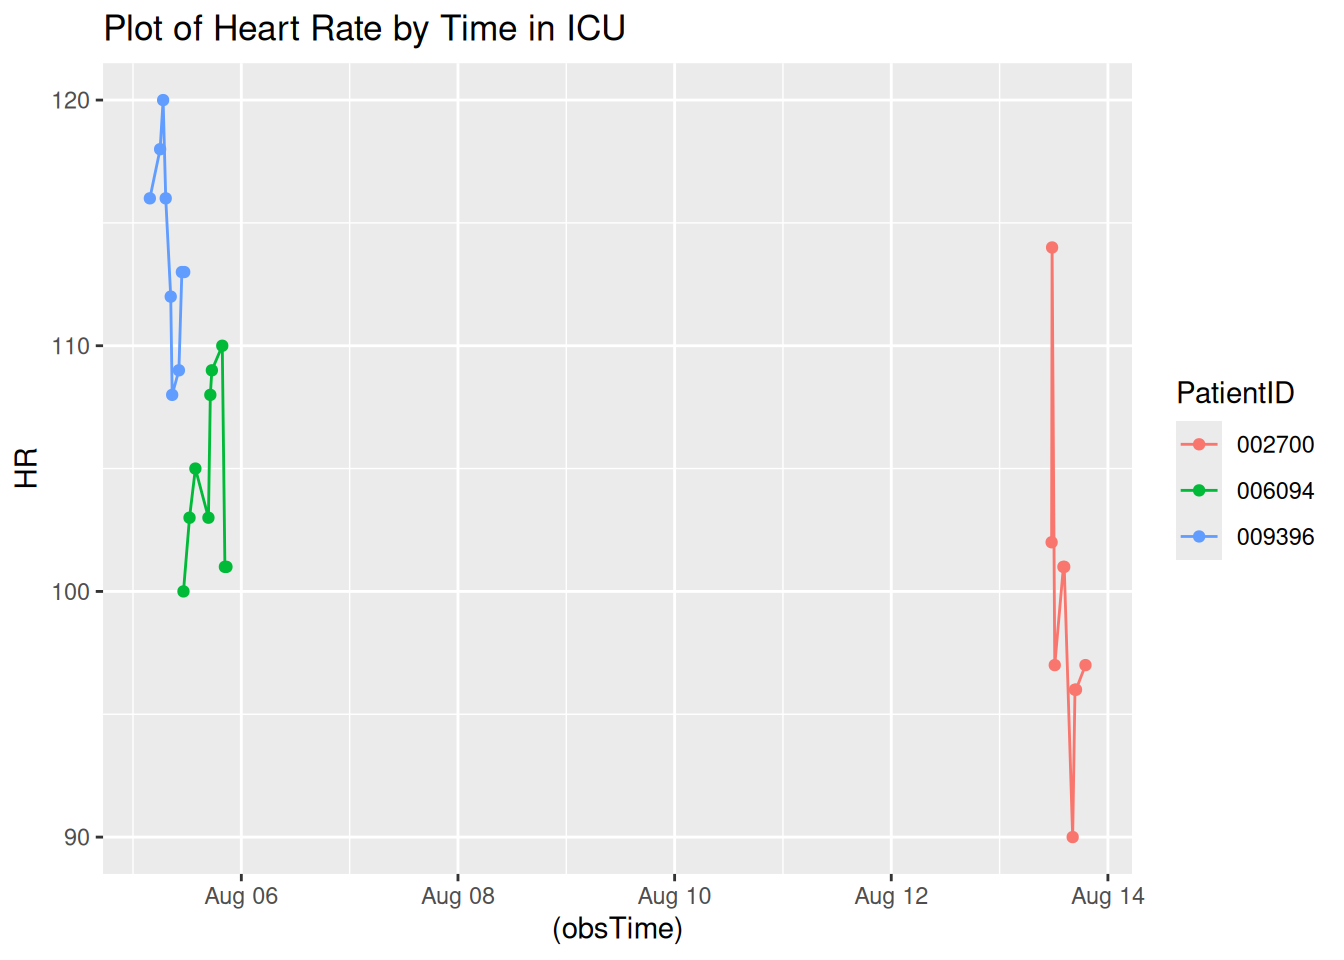 Plot of Heart Rate by Time in ICU
120
110
100
90
HR
Aug 06
Aug 08
Aug 10
Aug 12
Aug 14
(obsTime)
PatientID
002700
006094
009396